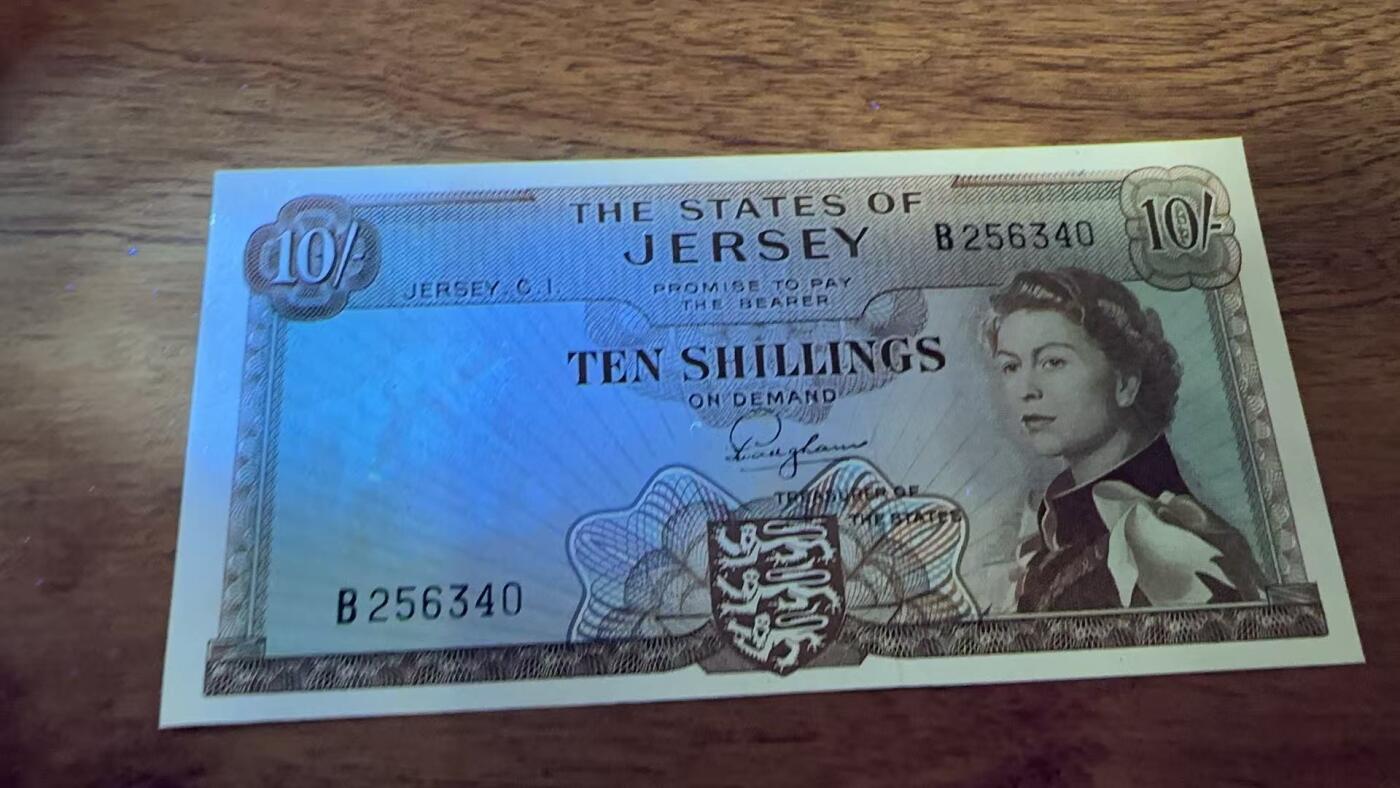 10/-
THE STATES OF
JERSEY
B256340
10/-
JERSEY. C.I.
PROMISE TO PAY
THE BEARER
TEN SHILLINGS
ON DEMAND
TREASURER OF
THE STATES
B256340